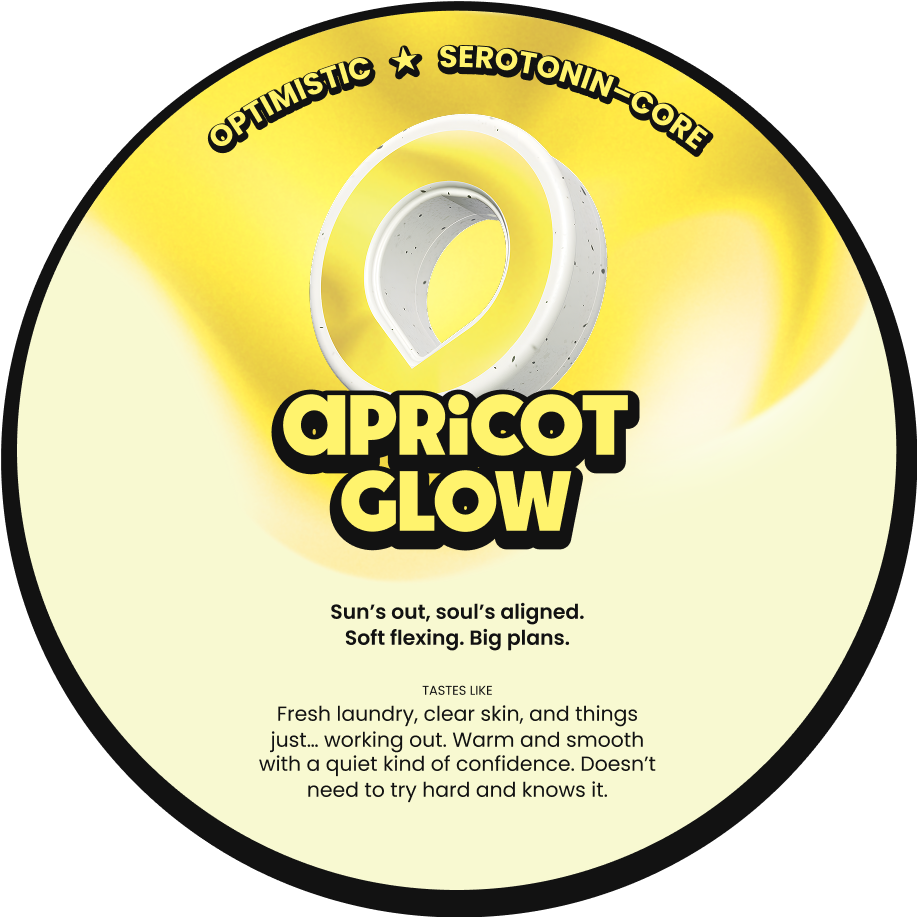 OPTIMISTIC ★ SEROTONIN-CORE
APRiCOT
GLOW
Sun's out, soul's aligned.
Soft flexing. Big plans.
TASTES LIKE
Fresh laundry, clear skin, and things
just... working out. Warm and smooth
with a quiet kind of confidence. Doesn't
need to try hard and knows it.